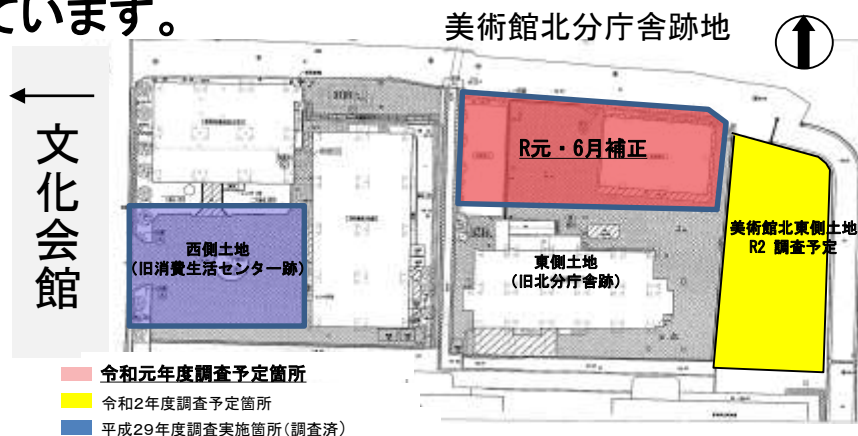 ています。
美術館北分庁舎跡地
文化会館
R元・6月補正
西側土地
(旧消費生活センター跡)
東側土地
(旧北分庁舎跡)
美術館北東側土地
R2 調査予定
令和元年度調査予定箇所
令和2年度調査予定箇所
平成29年度調査実施箇所(調査済)